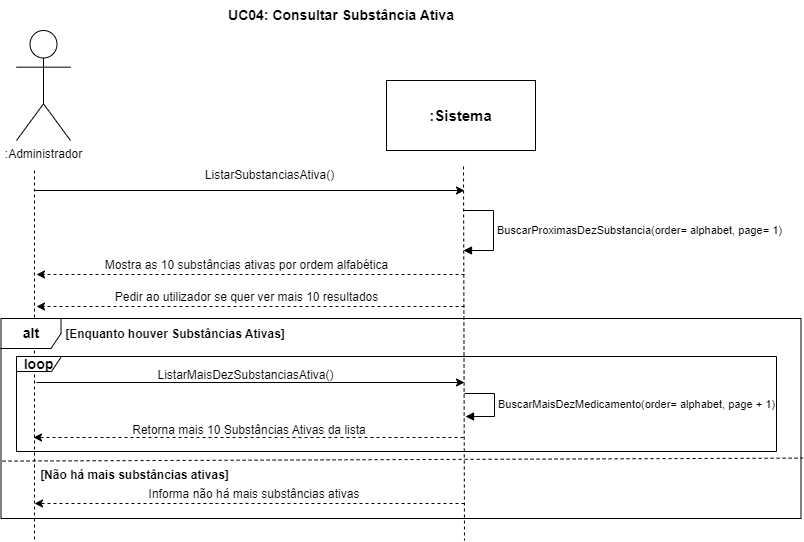 UC04: Consultar Substância Ativa
:Sistema
:Administrador
ListarSubstanciasAtiva()
BuscarProximasDezSubstancia(order= alphabet, page= 1)
Mostra as 10 substâncias ativas por ordem alfabética
Pedir ao utilizador se quer ver mais 10 resultados
alt [Enquanto houver Substâncias Ativas]
loop
ListarMaisDezSubstanciasAtiva()
BuscarMaisDezMedicamento(order= alphabet, page + 1)
Retorna mais 10 Substâncias Ativas da lista
[Não há mais substâncias ativas]
Informa não há mais substâncias ativas